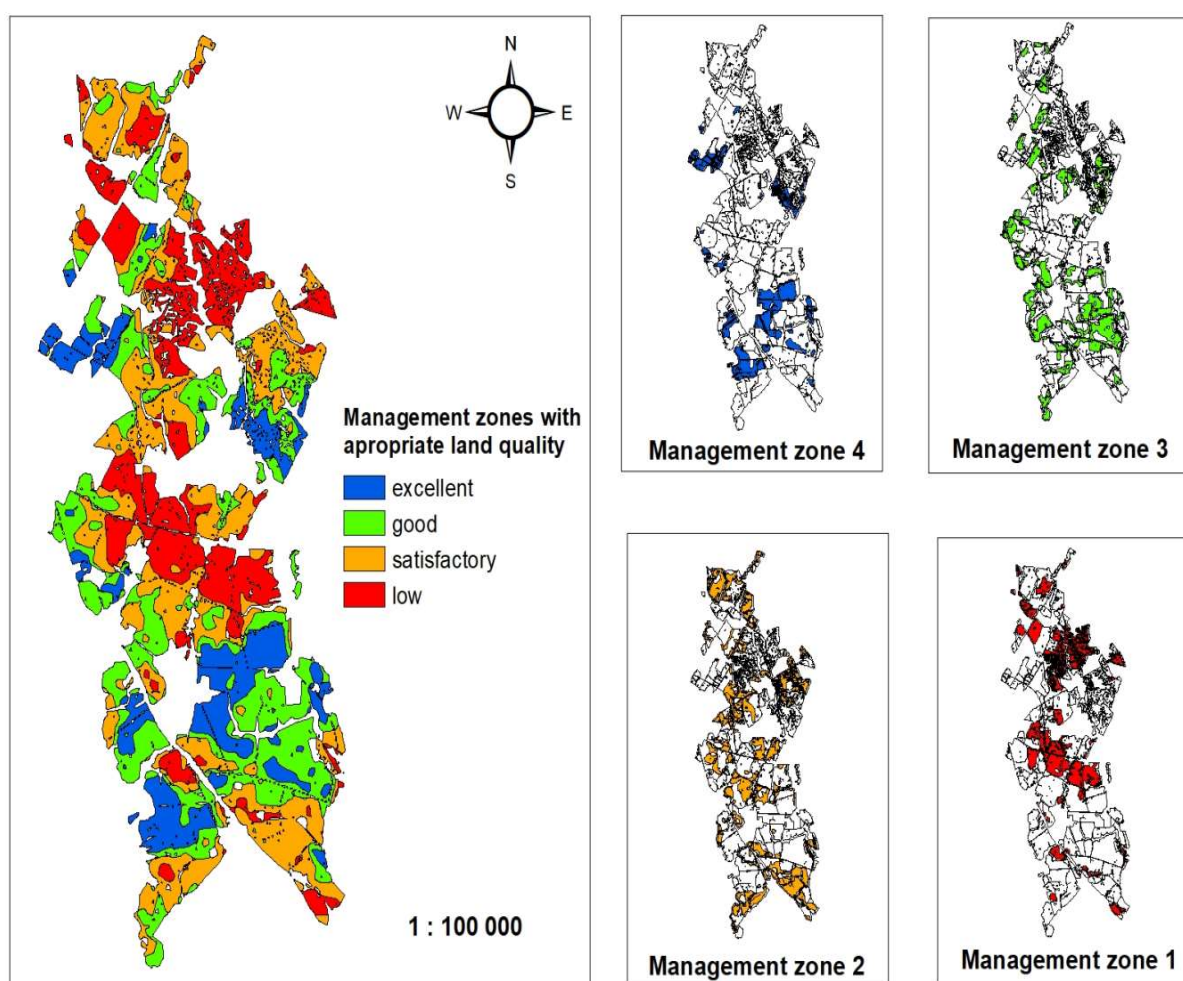 N
W
E
S
Management zones with
apropriate land quality
excellent
good
satisfactory
low
1 : 100 000
Management zone 4
Management zone 3
Management zone 2
Management zone 1